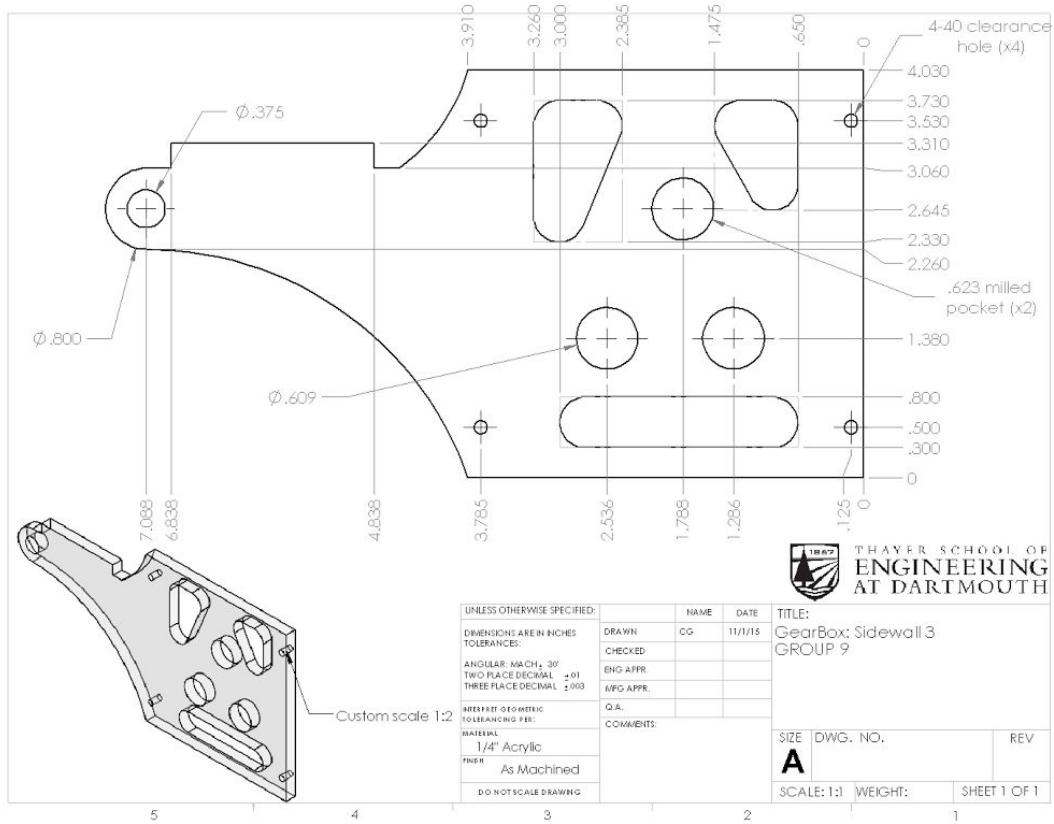 3.910
3.260
3.000
2.385
1.475
.650
0
4-40 clearance
hole (x4)
4.030
3.730
3.530
3.310
3.060
2.645
2.330
2.260
.623 milled
pocket (x2)
1.380
.800
.500
.300
0
Ø.375
Ø.800
Ø.609
7.088
6.838
4.838
3.785
2.536
1.788
1.286
.125
0
Custom scale 1:2
1867
THAYER SCHOOL OF
ENGINEERING
AT DARTMOUTH
UNLESS OTHERWISE SPECIFIED:
DIMENSIONS ARE IN INCHES
TOLERANCES:
ANGULAR: MACH± 30'
TWO PLACE DECIMAL ±.01
THREE PLACE DECIMAL ±.003
INTERPRET GEOMETRIC
TOLERANCING PER:
MATERIAL
1/4" Acrylic
FINISH
As Machined
DO NOT SCALE DRAWING
NAME DATE
DRAWN CG 11/1/15
CHECKED
ENG APPR.
MFG APPR.
Q.A.
COMMENTS:
TITLE:
GearBox: Sidewall 3
GROUP 9
SIZE DWG. NO. REV
A
SCALE: 1:1 WEIGHT: SHEET 1 OF 1
5 4 3 2 1